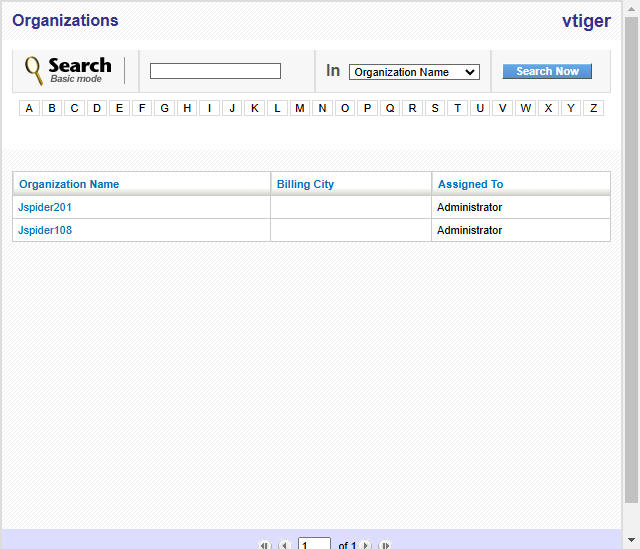 Organizations vtiger
Search
Basic mode
In Organization Name Search Now
A B C D E F G H I J K L M N O P Q R S T U V W X Y Z
Organization Name Billing City Assigned To
Jspider201 Administrator
Jspider108 Administrator
1 of 1